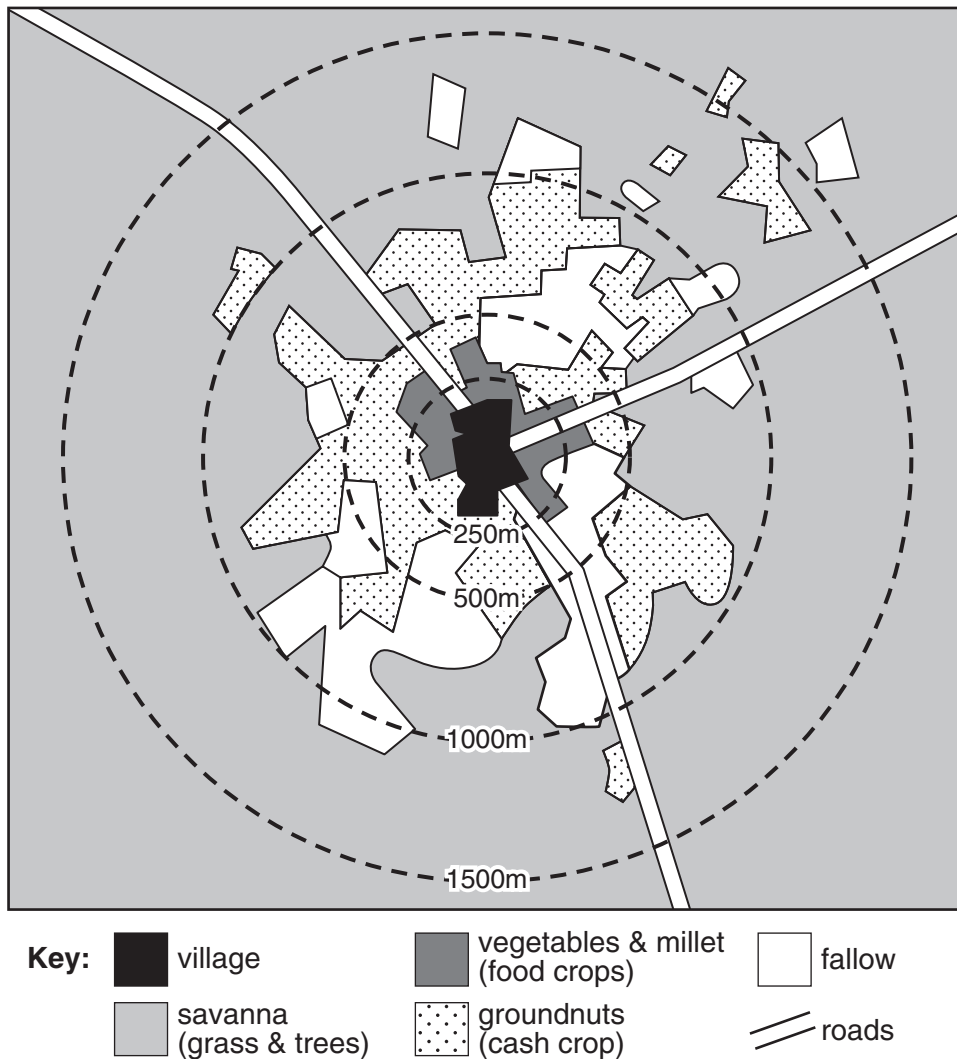 250m
500m
1000m
1500m
Key:
village
vegetables & millet
(food crops)
fallow
savanna
(grass & trees)
groundnuts
(cash crop)
roads